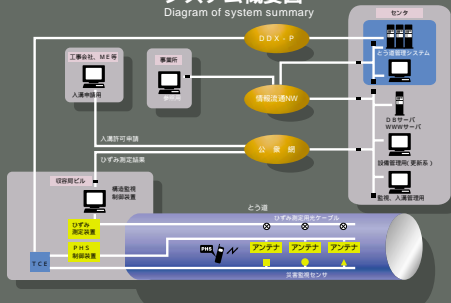 システム概要図
Diagram of system summary
センタ
DDX-P
工事会社、ME等
事業所
とう道管理システム
入溝申請用
情報流通NW
DBサーバ
WWWサーバ
入溝許可申請
公衆網
ひずみ測定結果
設備管理用(更新系)
収容局ビル
構造監視
制御装置
監視、入溝管理用
とう道
ひずみ測定用光ケーブル
ひずみ
測定装置
PHS
制御装置
PHS
アンテナ
アンテナ
アンテナ
TCE
災害監視センサ